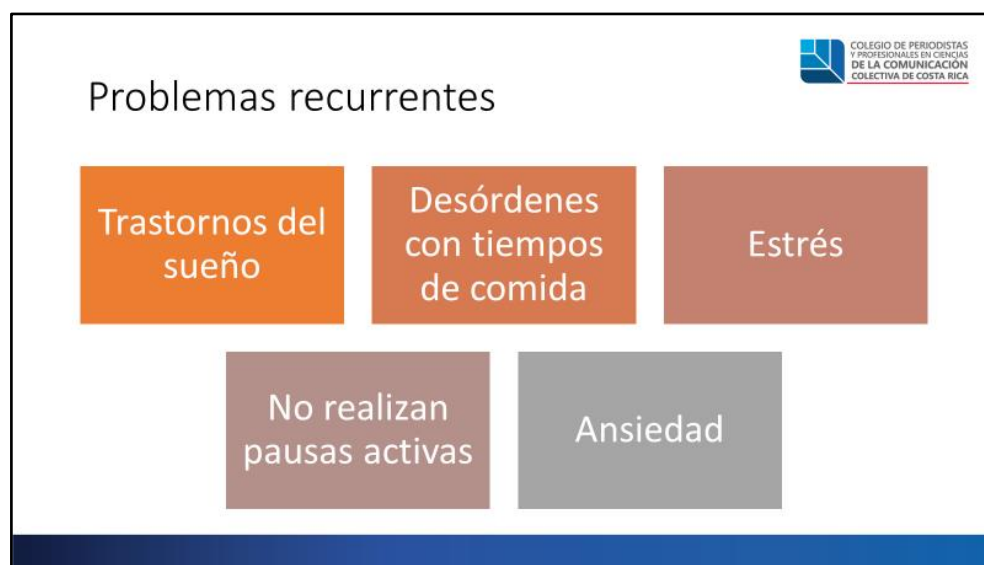 COLEGIO DE PERIODISTAS
Y PROFESIONALES EN CIENCIAS
DE LA COMUNICACIÓN
COLECTIVA DE COSTA RICA
Problemas recurrentes
Trastornos del
sueño
Desórdenes
con tiempos
de comida
Estrés
No realizan
pausas activas
Ansiedad